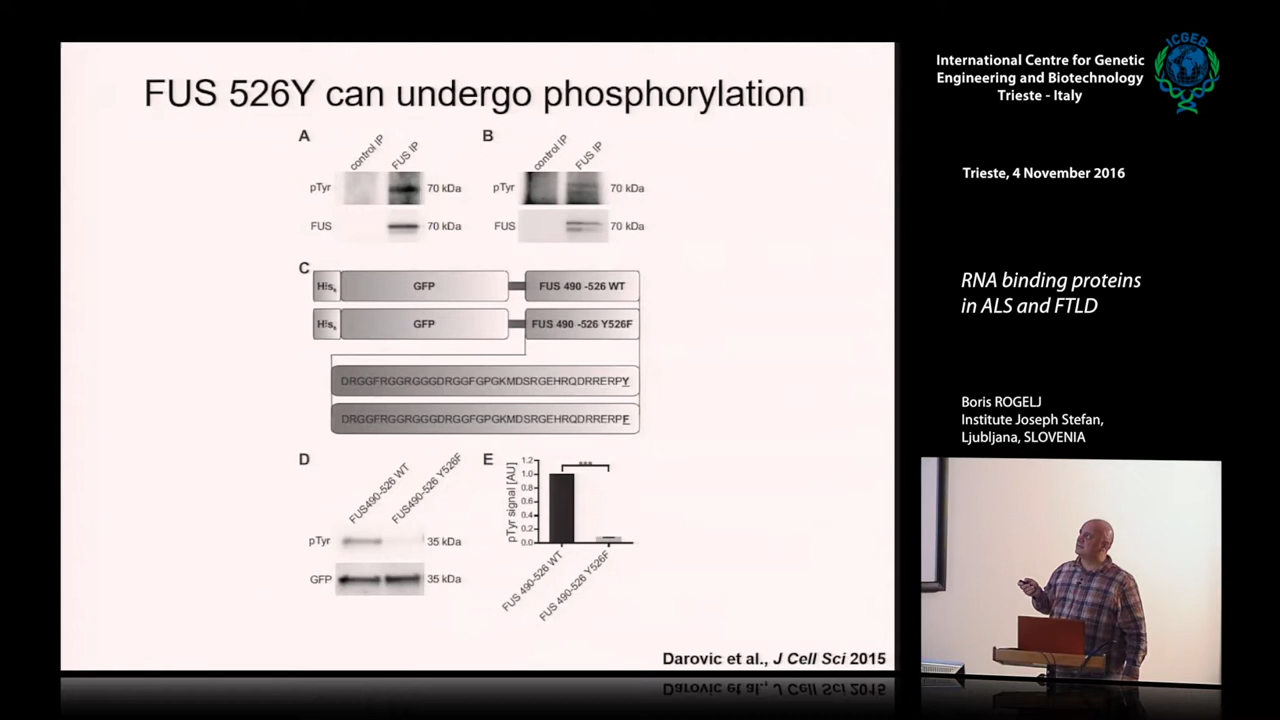 FUS 526Y can undergo phosphorylation
A
control IP
FUS IP
pTyr
70 kDa
FUS
70 kDa
B
control IP
FUS IP
pTyr
70 kDa
FUS
70 kDa
C
His6
GFP
FUS 490 -526 WT
His6
GFP
FUS 490 -526 Y526F
DRGGFRGGRGGGDRGGFGPGKMDSRGEHRQDRRERPY
DRGGFRGGRGGGDRGGFGPGKMDSRGEHRQDRRERPF
D
FUS490-526 WT
FUS490-526 Y526F
pTyr
35 kDa
GFP
35 kDa
E
pTyr signal [AU]
1.2
1.0
0.8
0.6
0.4
0.2
0.0
***
FUS 490-526 WT
FUS 490-526 Y526F
Darovic et al., J Cell Sci 2015
ICGEB
International Centre for Genetic
Engineering and Biotechnology
Trieste - Italy
Trieste, 4 November 2016
RNA binding proteins
in ALS and FTLD
Boris ROGELJ
Institute Joseph Stefan,
Ljubljana, SLOVENIA